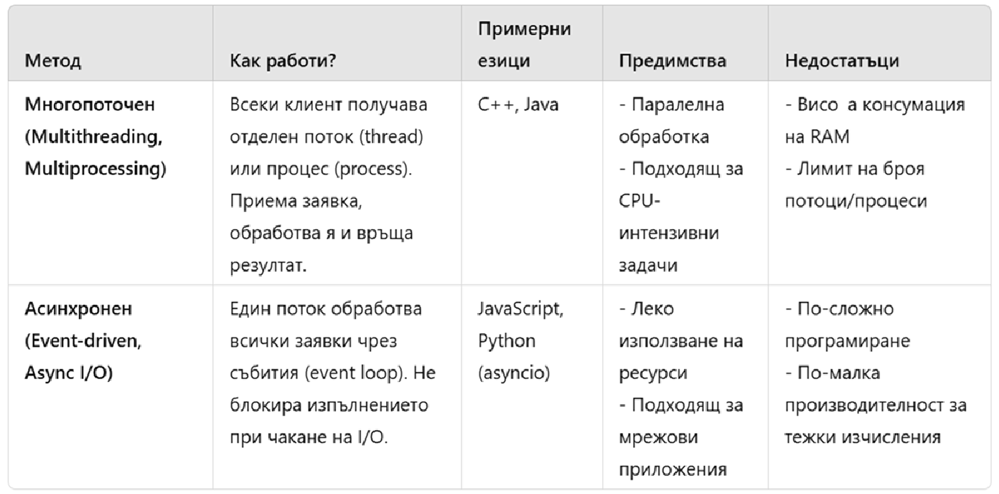 Метод
Как работи?
Примерни
езици
Предимства
Недостатъци
Многопоточен
(Multithreading,
Multiprocessing)
Всеки клиент получава
отделен поток (thread)
или процес (process).
Приема заявка,
обработва я и връща
резултат.
C++, Java
- Паралелна
обработка
- Подходящ за
CPU-
интензивни
задачи
- Висо а консумация
на RAM
- Лимит на броя
потоци/процеси
Асинхронен
(Event-driven,
Async I/O)
Един поток обработва
всички заявки чрез
събития (event loop). Не
блокира изпълнението
при чакане на I/O.
JavaScript,
Python
(asyncio)
- Леко
използване на
ресурси
- Подходящ за
мрежови
приложения
- По-сложно
програмиране
- По-малка
производителност за
тежки изчисления